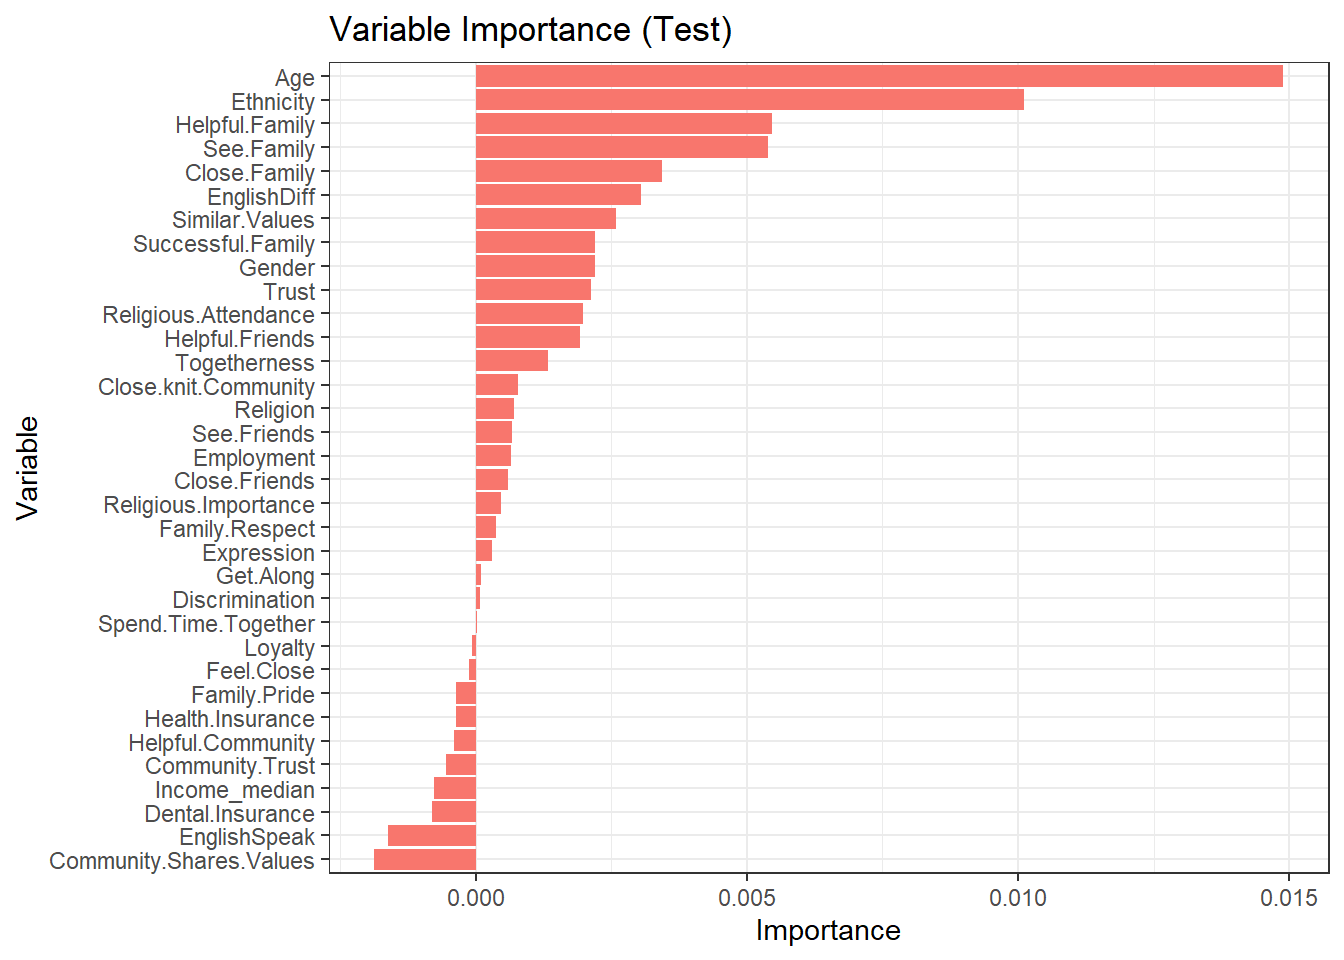 Variable Importance (Test)
Age
Ethnicity
Helpful.Family
See.Family
Close.Family
EnglishDiff
Similar.Values
Successful.Family
Gender
Trust
Religious.Attendance
Helpful.Friends
Togetherness
Close.knit.Community
Religion
See.Friends
Employment
Close.Friends
Religious.Importance
Family.Respect
Expression
Get.Along
Discrimination
Spend.Time.Together
Loyalty
Feel.Close
Family.Pride
Health.Insurance
Helpful.Community
Community.Trust
Income_median
Dental.Insurance
EnglishSpeak
Community.Shares.Values
Variable
0.000 0.005 0.010 0.015
Importance